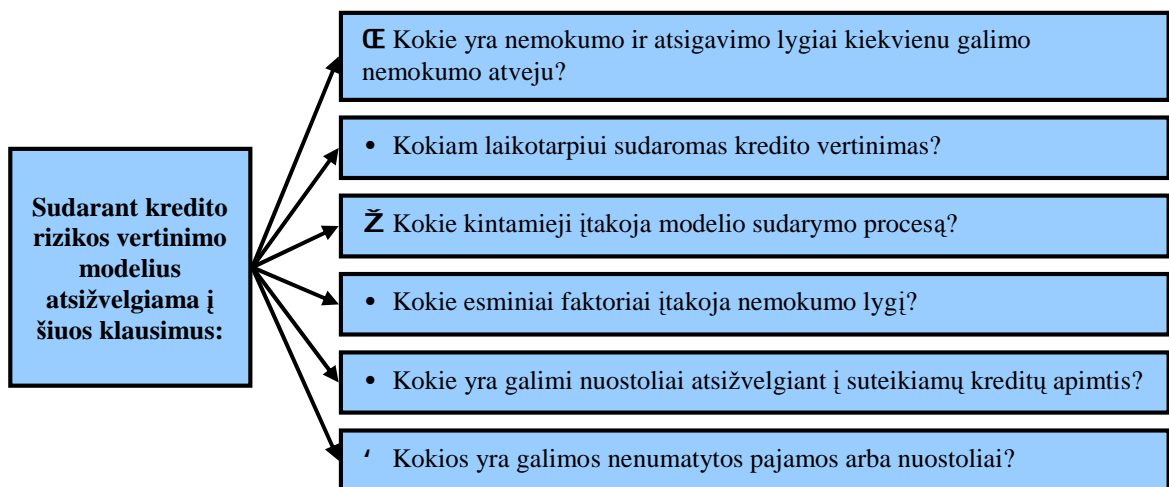 Sudarant kredito
rizikos vertinimo
modelius
atsižvelgiama į
šiuos klausimus:
Œ Kokie yra nemokumo ir atsigavimo lygiai kiekvienu galimo
nemokumo atveju?
• Kokiam laikotarpiui sudaromas kredito vertinimas?
Ž Kokie kintamieji įtakoja modelio sudarymo procesą?
• Kokie esminiai faktoriai įtakoja nemokumo lygį?
• Kokie yra galimi nuostoliai atsižvelgiant į suteikiamų kreditų apimtis?
‘ Kokios yra galimos nenumatytos pajamos arba nuostoliai?